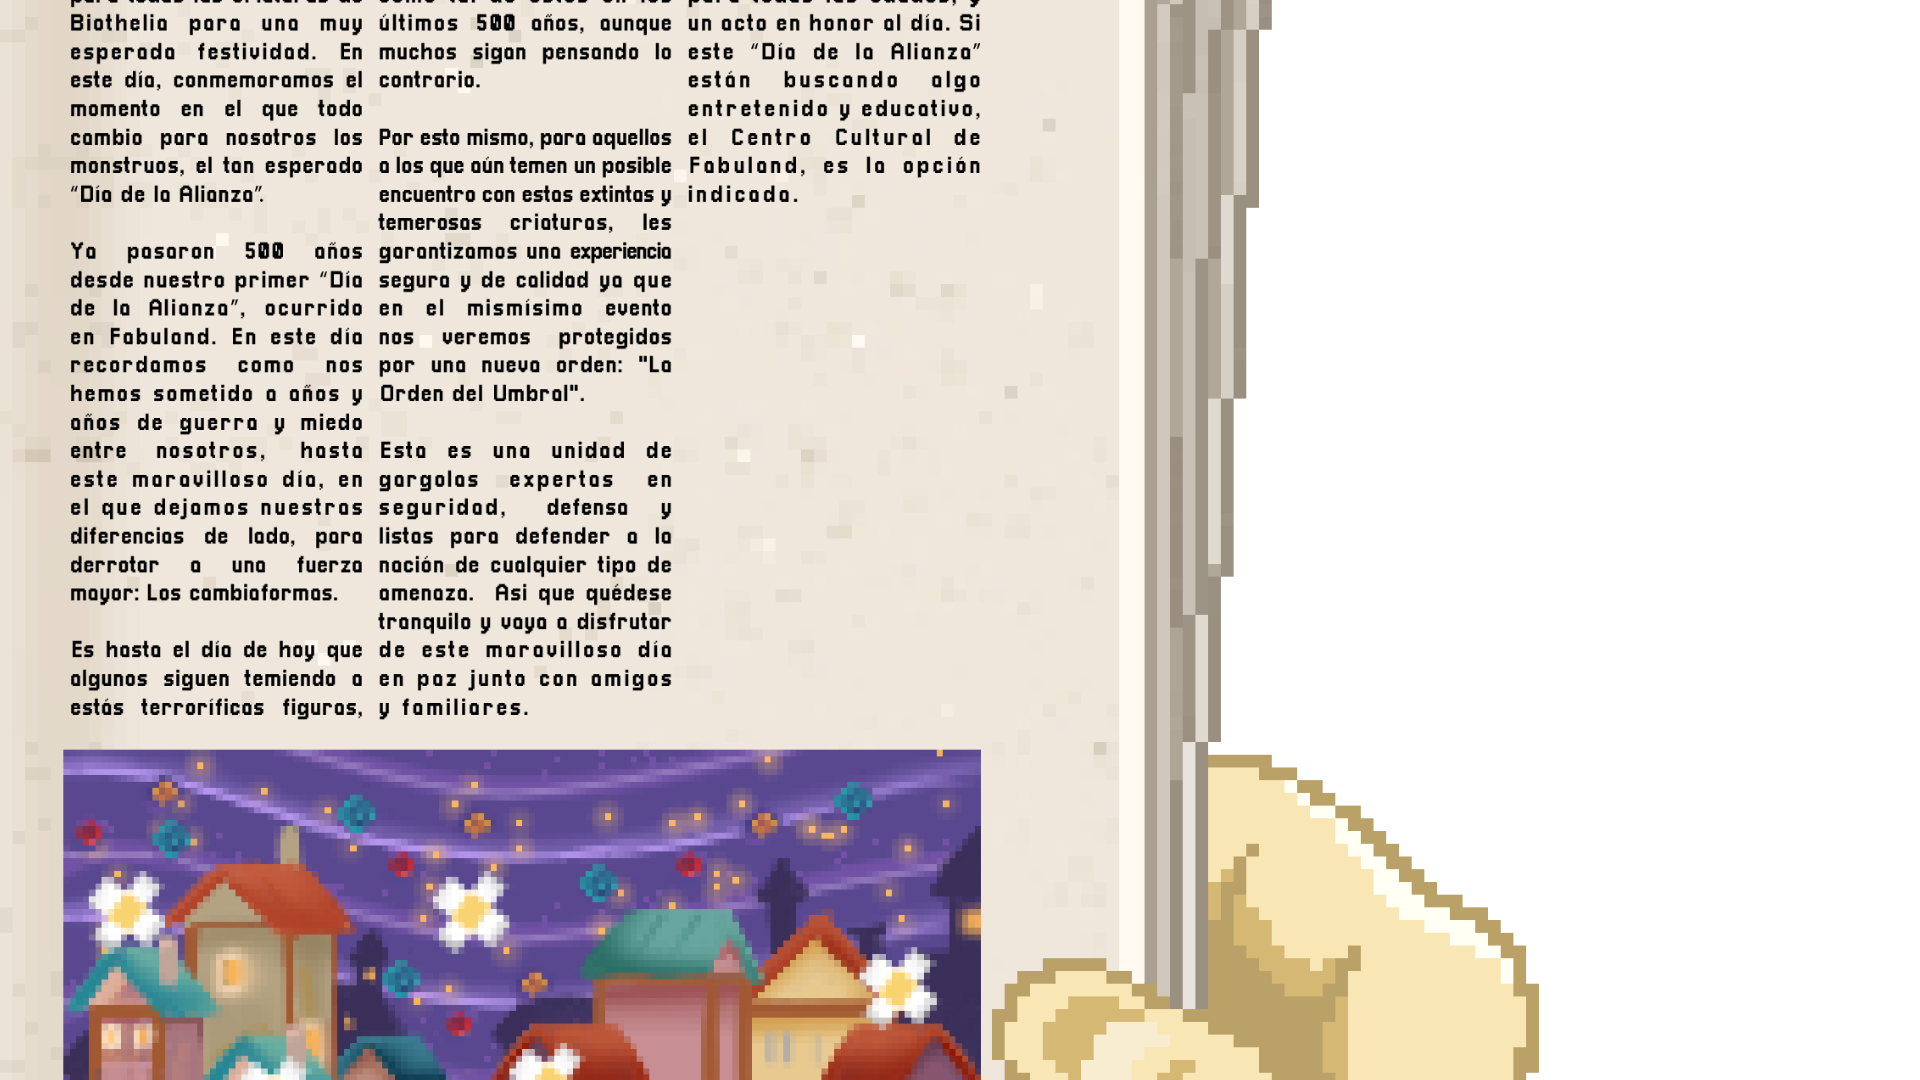 Biothelia para una muy
esperada festividad. En
este día, conmemoramos el
momento en el que todo
cambio para nosotros los
monstruos, el tan esperado
“Día de la Alianza”.
Ya pasaron 500 años
desde nuestro primer “Día
de la Alianza”, ocurrido
en Fabuland. En este día
recordamos como nos
hemos sometido a años y
años de guerra y miedo
entre nosotros, hasta
este maravilloso día, en
el que dejamos nuestras
diferencias de lado, para
derrotar a una fuerza
mayor: Los cambiaformas.
Es hasta el día de hoy que
algunos siguen temiendo a
estás terroríficas figuras,
últimos 500 años, aunque
muchos sigan pensando lo
contrario.
Por esto mismo, para aquellos
a los que aún temen un posible
encuentro con estas extintas y
temerosas criaturas, les
garantizamos una experiencia
segura y de calidad ya que
en el mismísimo evento
nos veremos protegidos
por una nueva orden: "La
Orden del Umbral".
Esta es una unidad de
gargolas expertas en
seguridad, defensa y
listas para defender a la
nación de cualquier tipo de
amenaza. Asi que quédese
tranquilo y vaya a disfrutar
de este maravilloso día
en paz junto con amigos
y familiares.
un acto en honor al día. Si
este “Día de la Alianza”
están buscando algo
entretenido y educativo,
el Centro Cultural de
Fabuland, es la opción
indicada.